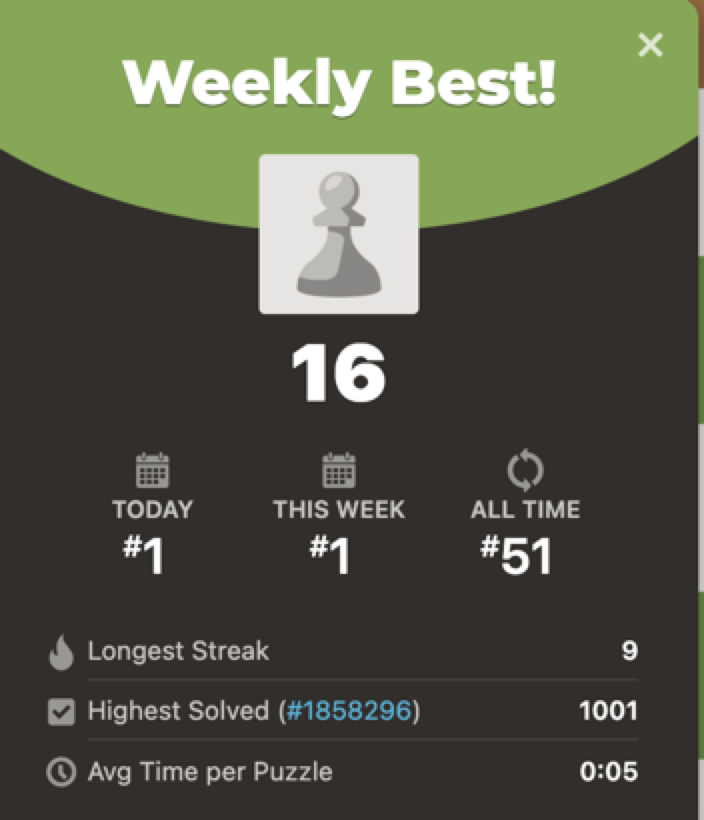 Weekly Best!
16
TODAY THIS WEEK ALL TIME
#1 #1 #51
Longest Streak 9
Highest Solved (#1858296) 1001
Avg Time per Puzzle 0:05